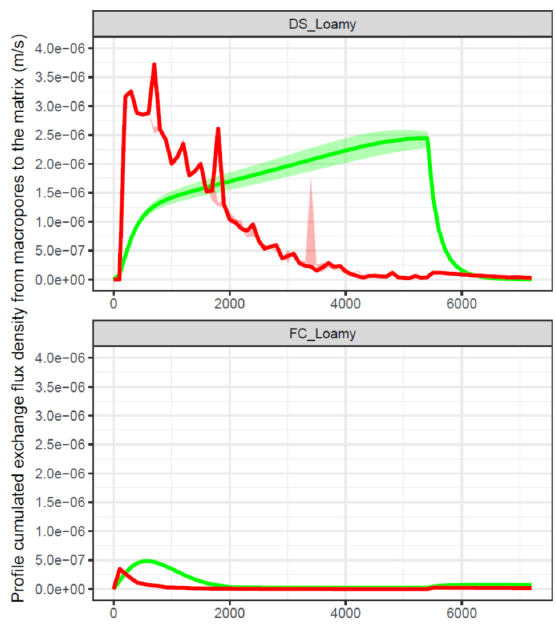 Profile cumulated exchange flux density from macropores to the matrix (m/s)
DS_Loamy
4.0e−06
3.5e−06
3.0e−06
2.5e−06
2.0e−06
1.5e−06
1.0e−06
5.0e−07
0.0e+00
0 2000 4000 6000
FC_Loamy
4.0e−06
3.5e−06
3.0e−06
2.5e−06
2.0e−06
1.5e−06
1.0e−06
5.0e−07
0.0e+00
0 2000 4000 6000